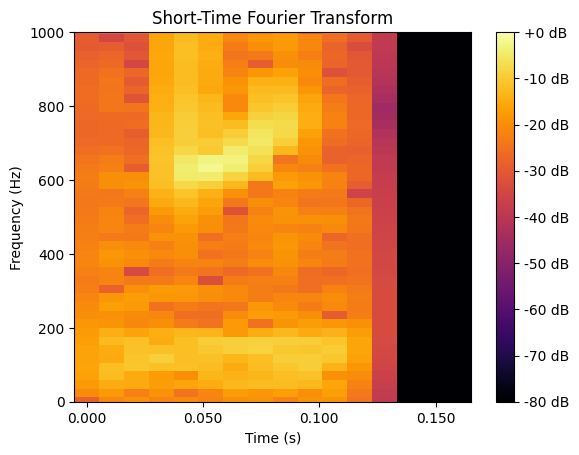 Short-Time Fourier Transform
1000
800
600
400
200
0
Frequency (Hz)
0.000
0.050
0.100
0.150
Time (s)
+0 dB
-10 dB
-20 dB
-30 dB
-40 dB
-50 dB
-60 dB
-70 dB
-80 dB